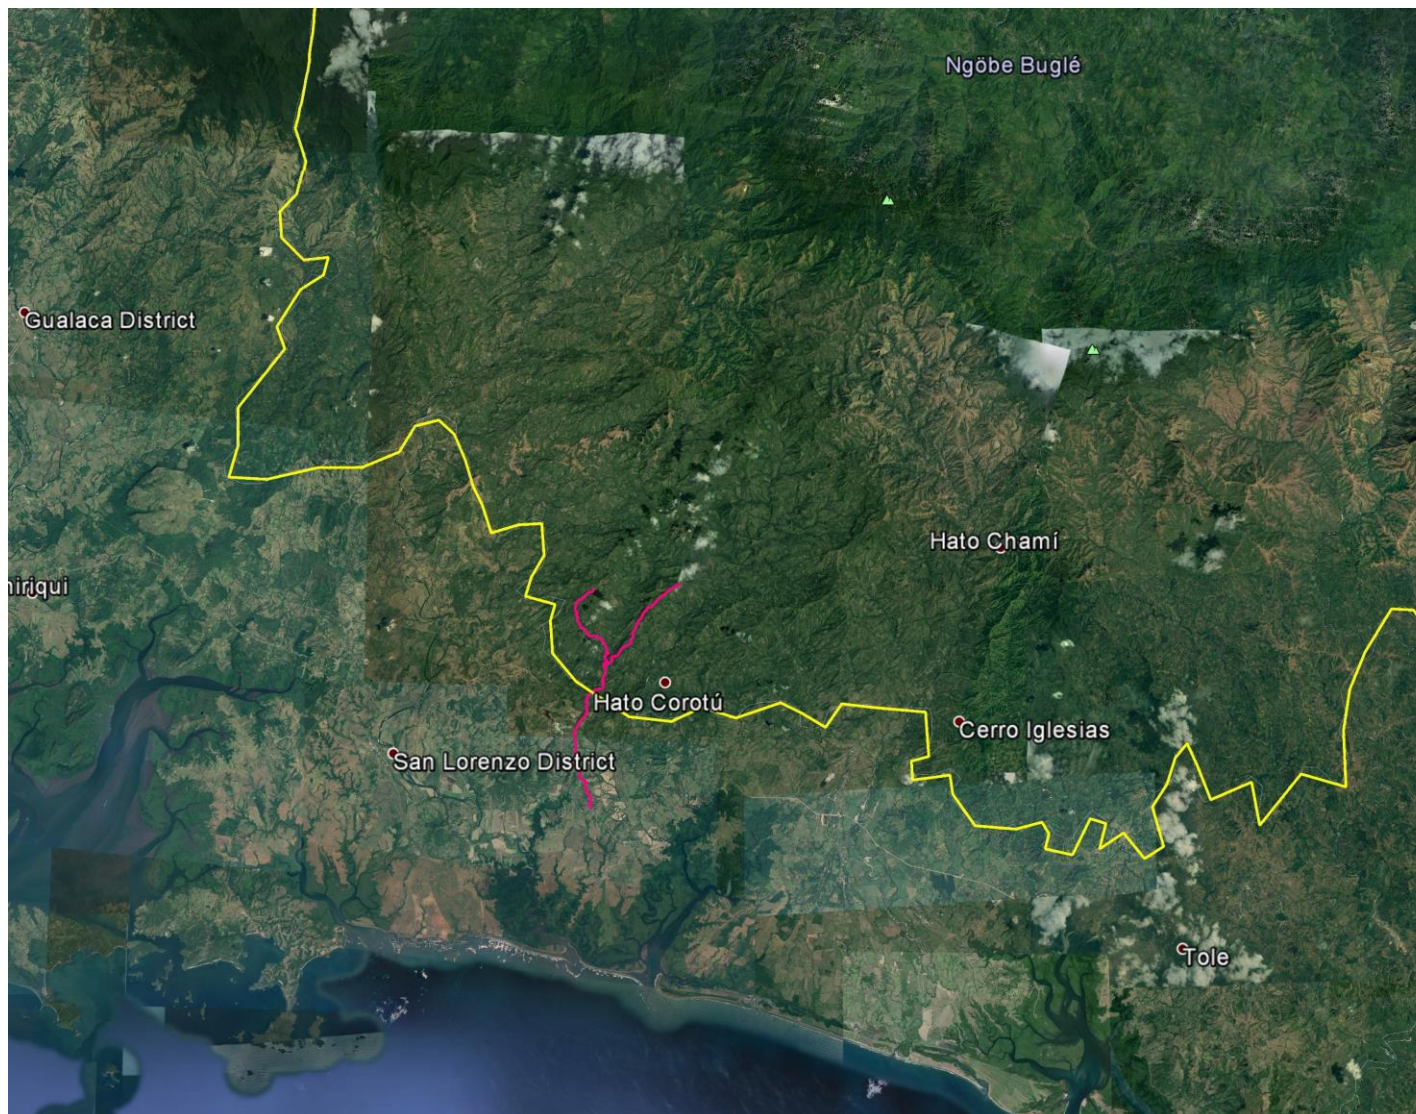 Ngöbe Buglé
Gualaca District
Hato Chamí
hiriqui
Hato Corotú
Cerro Iglesias
San Lorenzo District
Tole